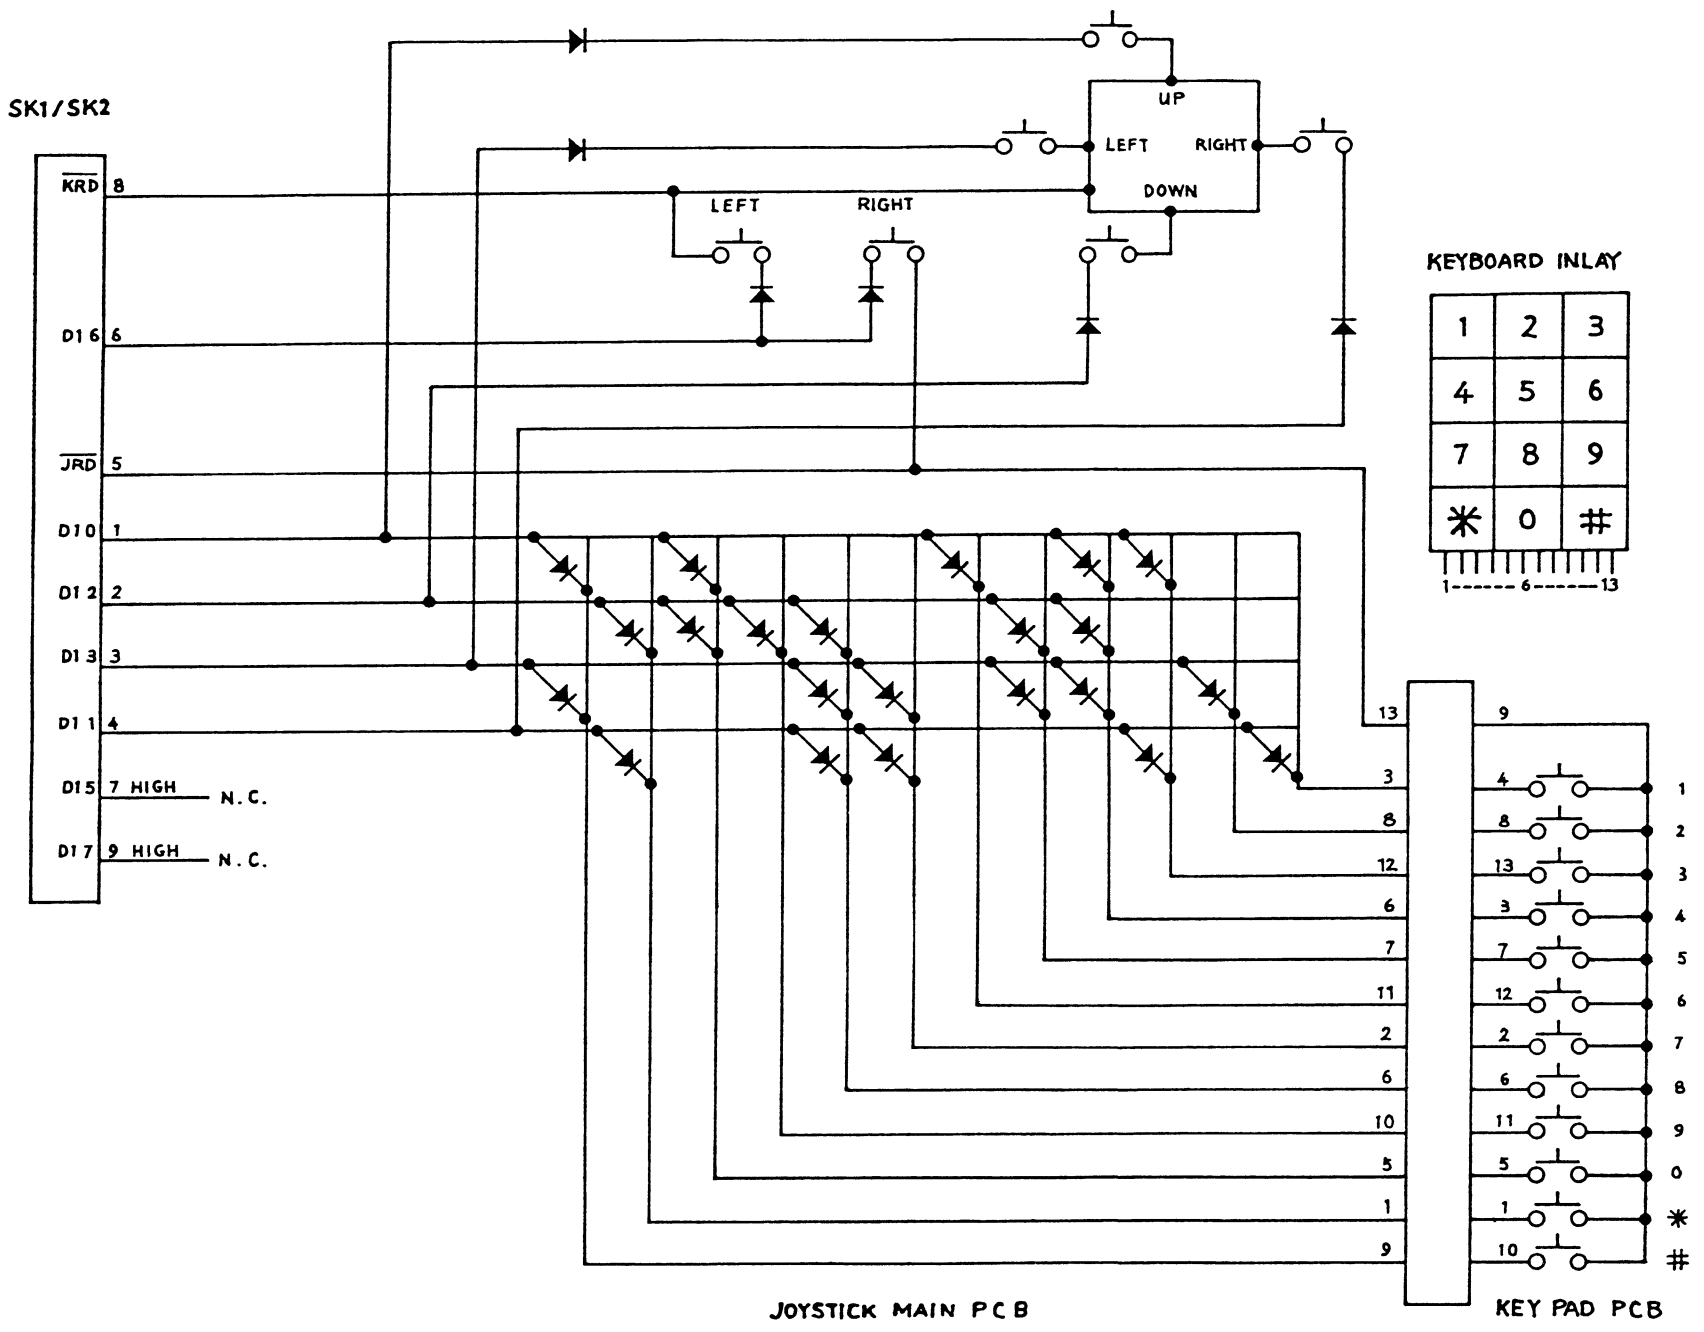 SK1/SK2
UP
LEFT RIGHT
DOWN
KRD 8
LEFT RIGHT
D16 6
JRD 5
D10 1
D12 2
D13 3
D11 4
D15 7 HIGH N.C.
D17 9 HIGH N.C.
KEYBOARD INLAY
1 2 3
4 5 6
7 8 9
* 0 #
1------6------13
13 9
3 4 1
8 8 2
12 13 3
6 3 4
7 7 5
11 12 6
2 2 7
6 6 8
10 11 9
5 5 0
1 1 *
9 10 #
JOYSTICK MAIN PCB
KEY PAD PCB